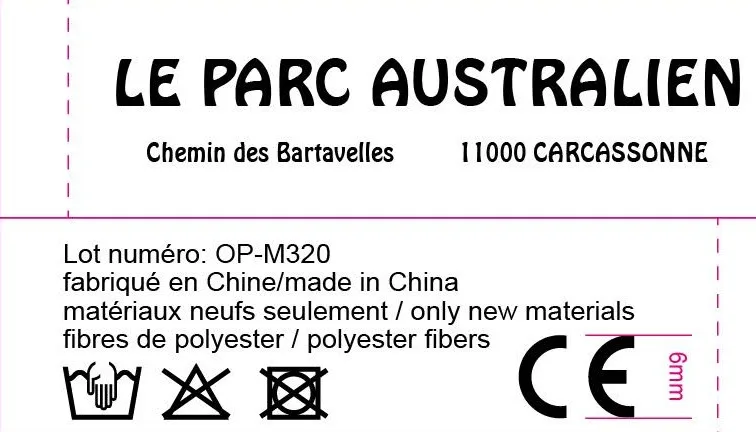 LE PARC AUSTRALIEN
Chemin des Bartavelles 11000 CARCASSONNE
Lot numéro: OP-M320
fabriqué en Chine/made in China
matériaux neufs seulement / only new materials
fibres de polyester / polyester fibers
CE 6mm